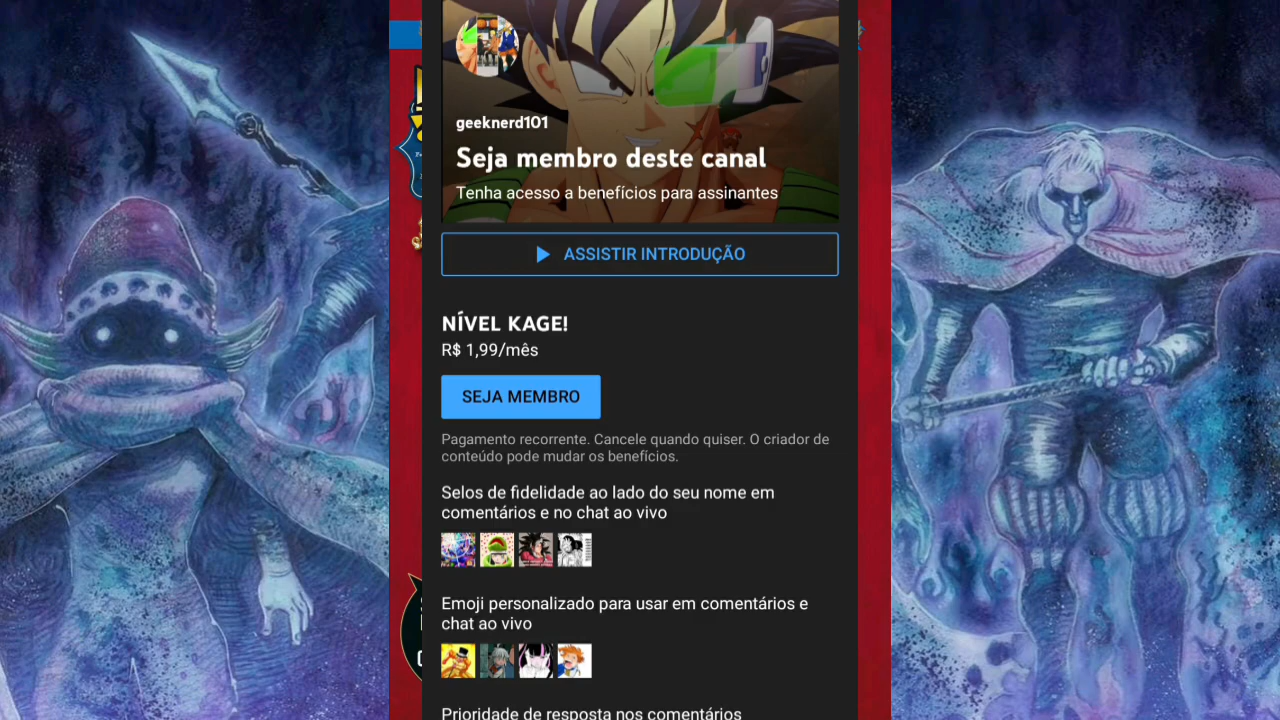 geeknerd101
Seja membro deste canal
Tenha acesso a benefícios para assinantes
ASSISTIR INTRODUÇÃO
NÍVEL KAGE!
R$ 1,99/mês
SEJA MEMBRO
Pagamento recorrente. Cancele quando quiser. O criador de
conteúdo pode mudar os benefícios.
Selos de fidelidade ao lado do seu nome em
comentários e no chat ao vivo
Emoji personalizado para usar em comentários e
chat ao vivo
Prioridade de resposta nos comentários